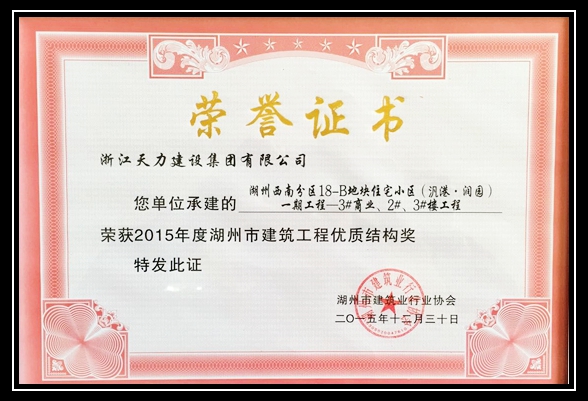 荣誉证书
浙江天力建设集团有限公司
湖州西南分区18-B地块住宅小区（汎港·润园）
您单位承建的 一期工程—3#商业、2#、3#楼工程
荣获2015年度湖州市建筑工程优质结构奖
特发此证
湖州市建筑业行业协会
二〇一五年十二月三十日